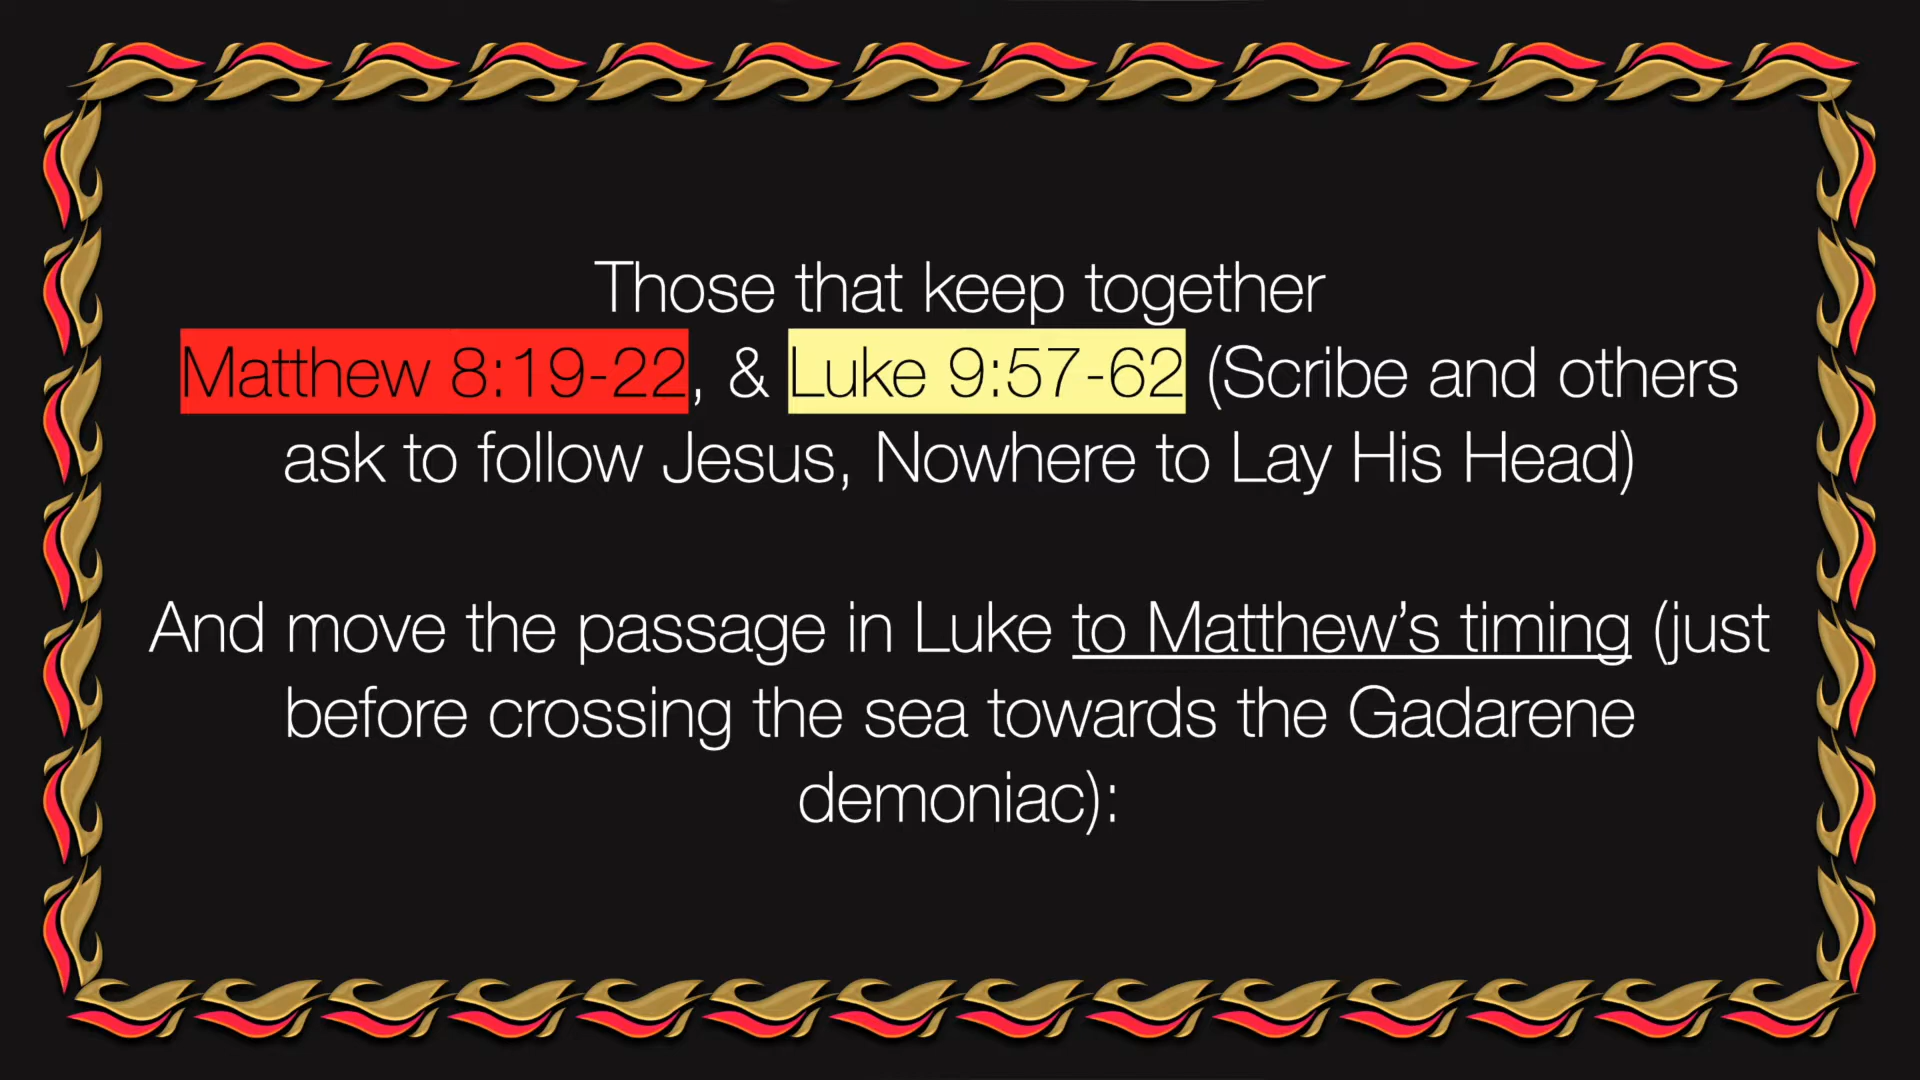 Those that keep together
Matthew 8:19-22, & Luke 9:57-62 (Scribe and others
ask to follow Jesus, Nowhere to Lay His Head)
And move the passage in Luke to Matthew’s timing (just
before crossing the sea towards the Gadarene
demoniac):